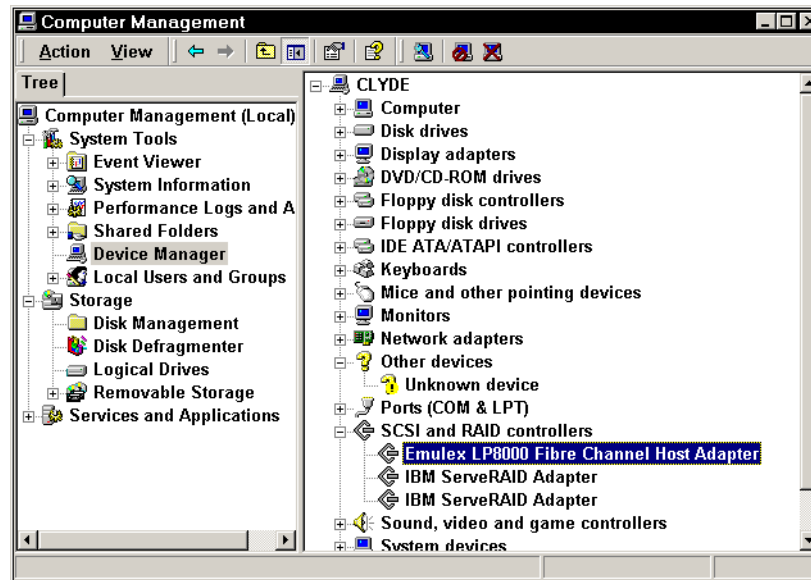 Computer Management
Action View
Tree
Computer Management (Local)
System Tools
Event Viewer
System Information
Performance Logs and A
Shared Folders
Device Manager
Local Users and Groups
Storage
Disk Management
Disk Defragmenter
Logical Drives
Removable Storage
Services and Applications
CLYDE
Computer
Disk drives
Display adapters
DVD/CD-ROM drives
Floppy disk controllers
Floppy disk drives
IDE ATA/ATAPI controllers
Keyboards
Mice and other pointing devices
Monitors
Network adapters
Other devices
Unknown device
Ports (COM & LPT)
SCSI and RAID controllers
Emulex LP8000 Fibre Channel Host Adapter
IBM ServeRAID Adapter
IBM ServeRAID Adapter
Sound, video and game controllers
System devices